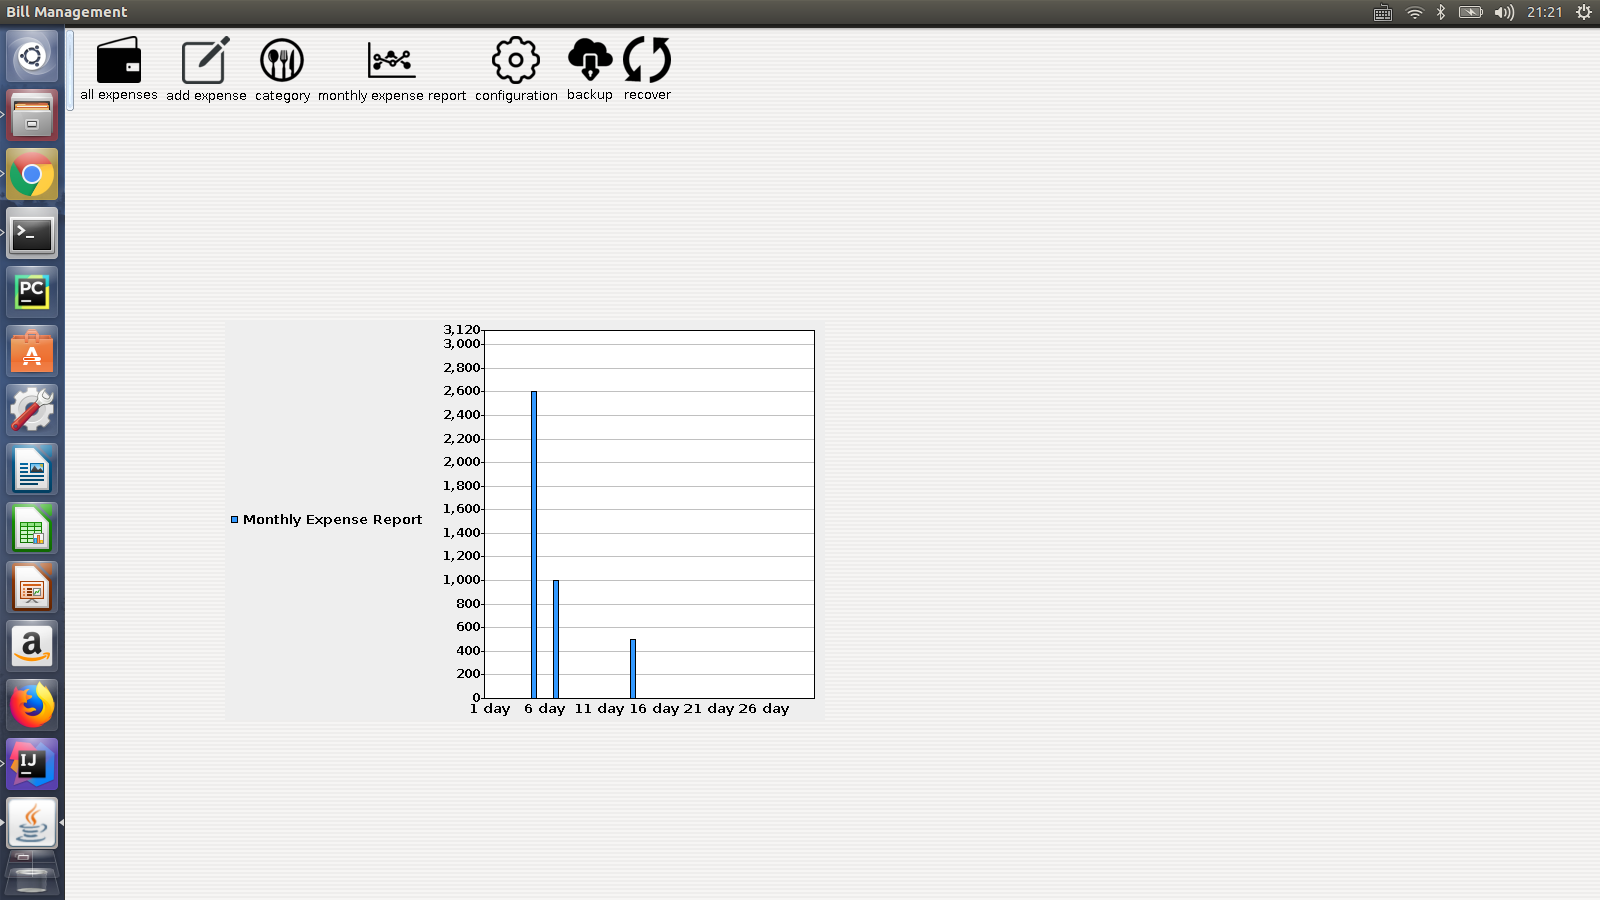 Bill Management
21:21
all expenses
add expense
category
monthly expense report
configuration
backup
recover
PC
A
a
IJ
3,120
3,000
2,800
2,600
2,400
2,200
2,000
1,800
1,600
Monthly Expense Report
1,400
1,200
1,000
800
600
400
200
0
1 day 6 day 11 day 16 day 21 day 26 day